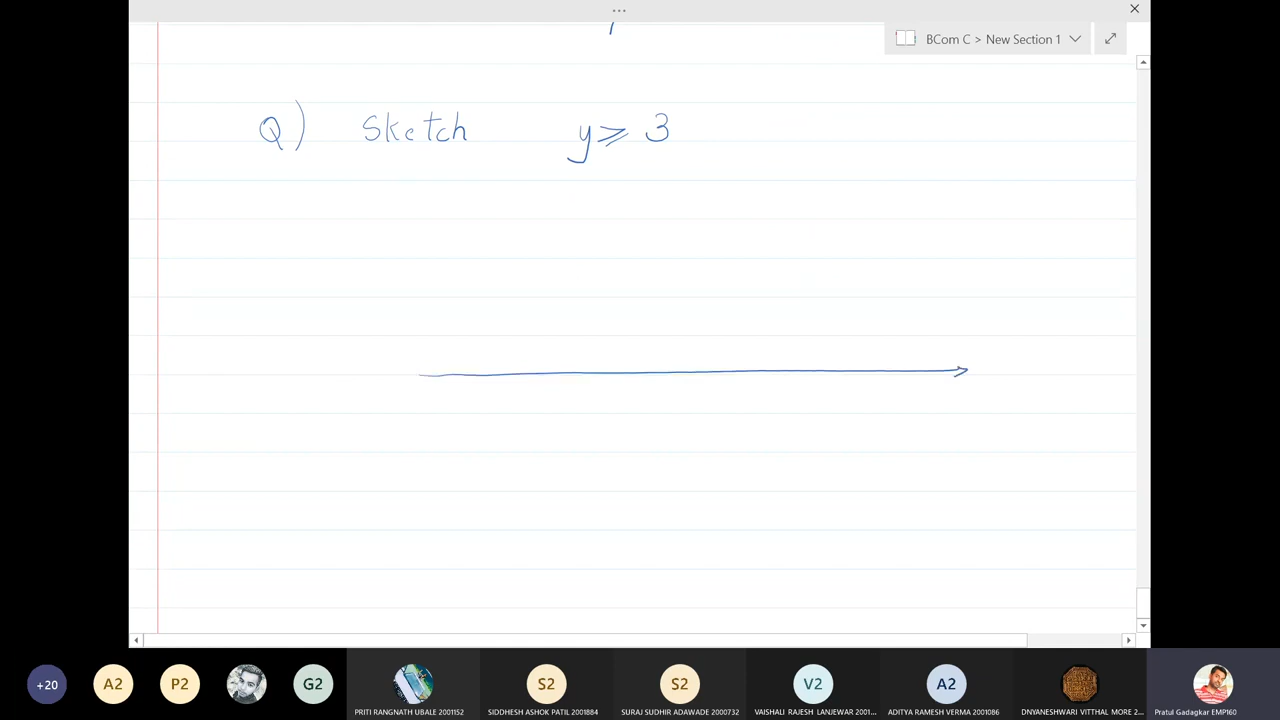 BCom C > New Section 1
Q) Sketch y ⩾ 3
+20 A2 P2 G2 S2 S2 V2 A2
PRITI RANGNATH UBALE 2001152 SIDDHESH ASHOK PATIL 2001884 SURAJ SUDHIR ADAWADE 2000732 VAISHALI RAJESH LANJEWAR 2001... ADITYA RAMESH VERMA 2001086 DNYANESHWARI VITTHAL MORE 2... Pratul Gadagkar EMP160